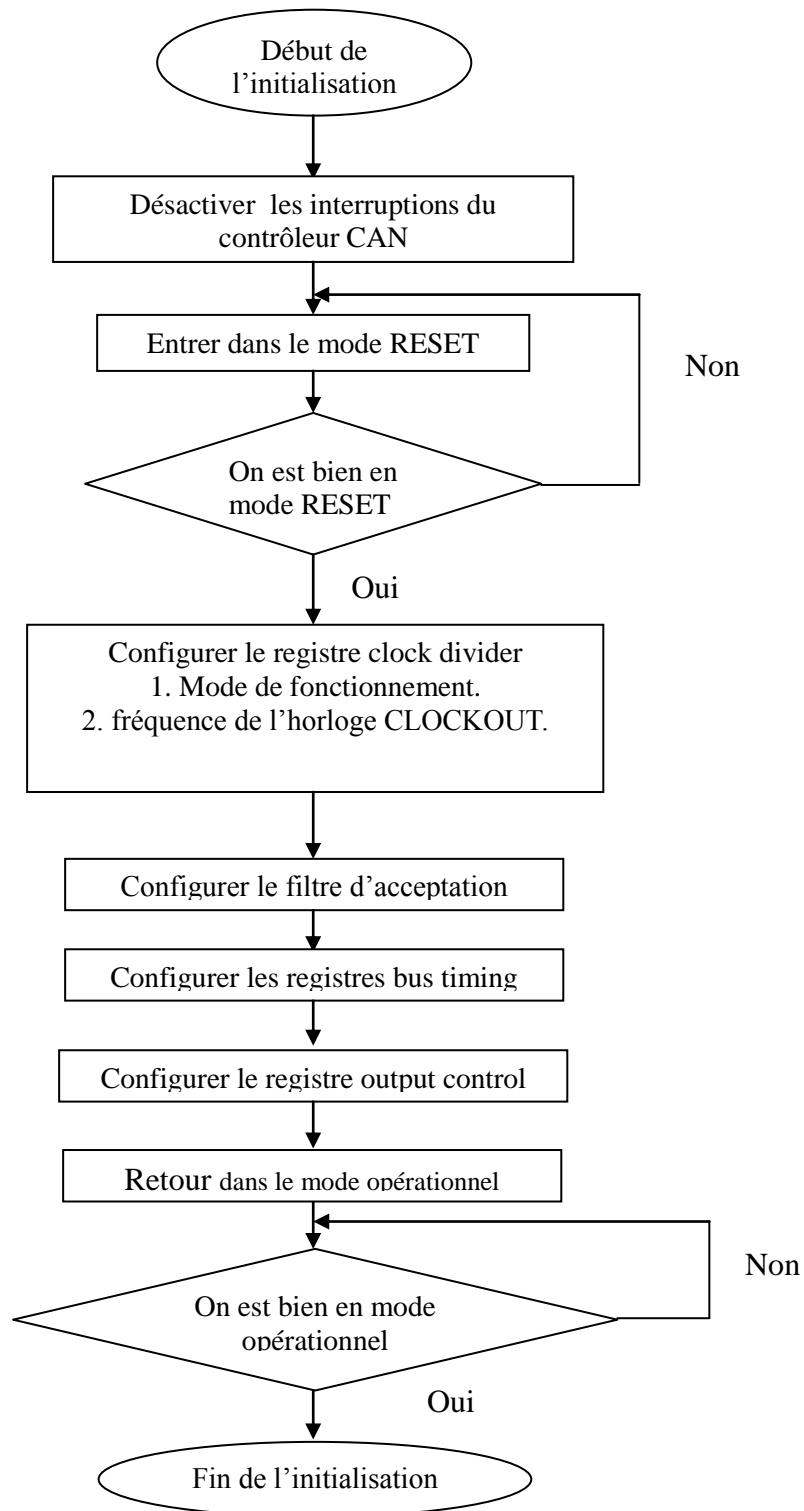 Début de
l’initialisation
Désactiver les interruptions du
contrôleur CAN
Entrer dans le mode RESET
Non
On est bien en
mode RESET
Oui
Configurer le registre clock divider
1. Mode de fonctionnement.
2. fréquence de l’horloge CLOCKOUT.
Configurer le filtre d’acceptation
Configurer les registres bus timing
Configurer le registre output control
Retour dans le mode opérationnel
Non
On est bien en mode
opérationnel
Oui
Fin de l’initialisation